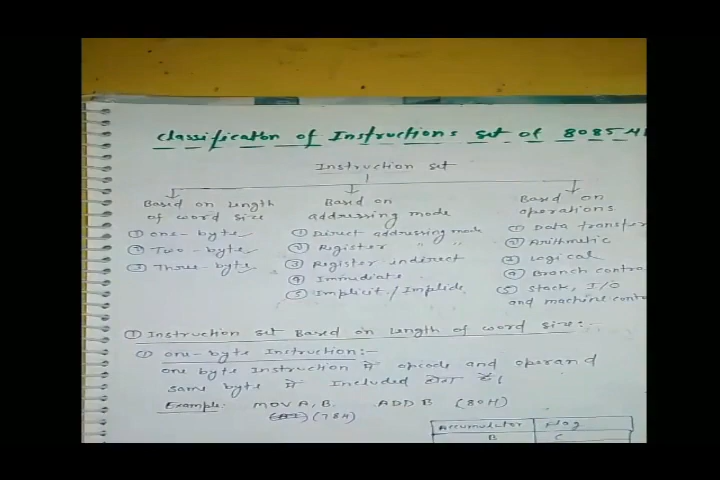 Classification of Instructions set of 8085 
Instruction set
Based on length
of word size
① one-byte
② Two-byte
③ Three-byte
Based on
addressing mode
① Direct addressing mode
② Register " "
③ Register indirect
④ Immediate
⑤ Implicit/Implide
Based on
operations
① Data transfer
② Arithmetic
③ Logical
④ Branch contro
⑤ Stack, I/O
and machine contr
① Instruction set Based on Length of word size:-
① one-byte Instruction:-
one byte Instruction में opcode and operand
same byte में Included होता है।
Example: MOV A, B. ADD B (80H)
(78H)
Accumulator Flag
B C